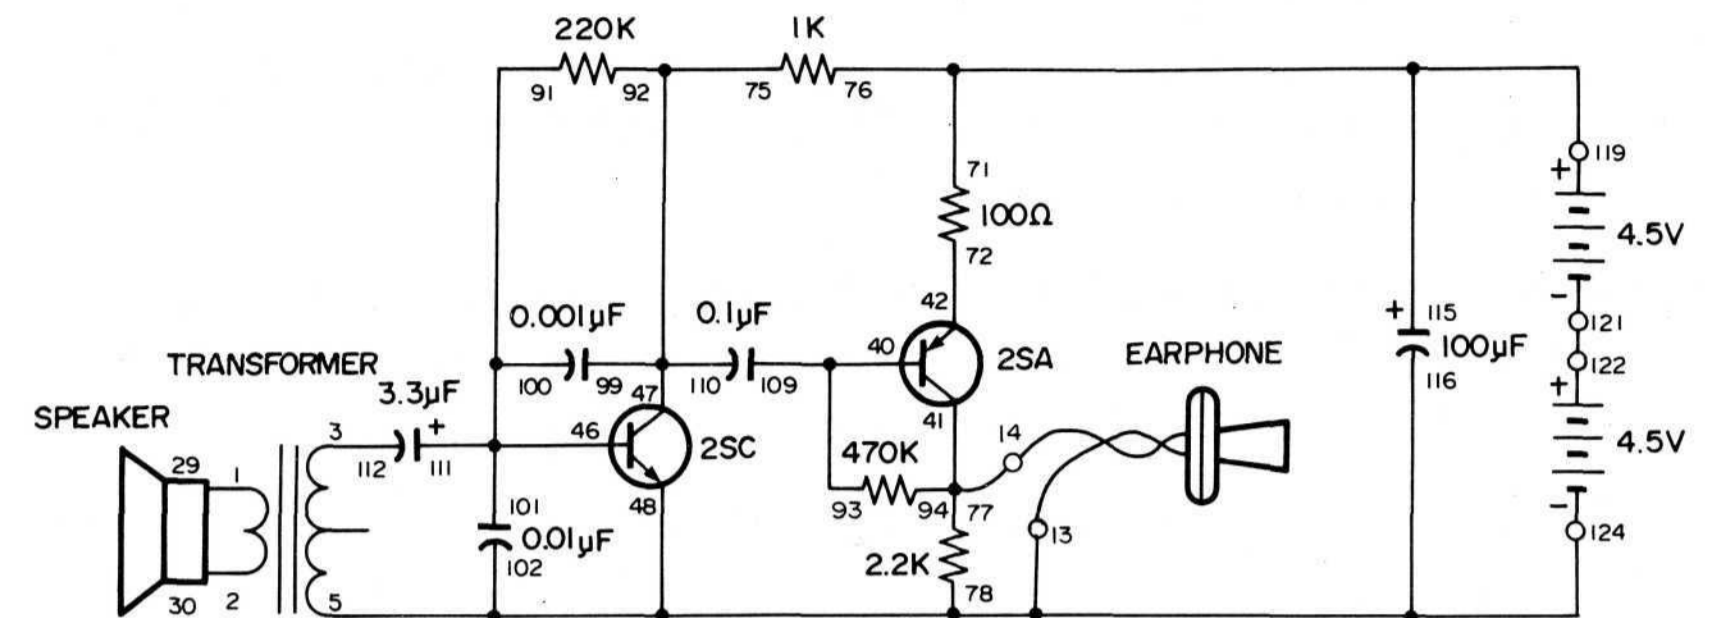 220K 1K
91 92 75 76
119
+
71
100Ω
4.5V
72
-
42
0.001µF 0.1µF
+ 115
121
40 2SA EARPHONE
100µF
122
TRANSFORMER
100 99 110 109
116
+
3.3µF 47
SPEAKER
41
+
3 46 2SC 14
4.5V
112 111
470K
29 1
48
93 94 77
-
101
13
124
0.01µF
102
2.2K
78
30 2 5